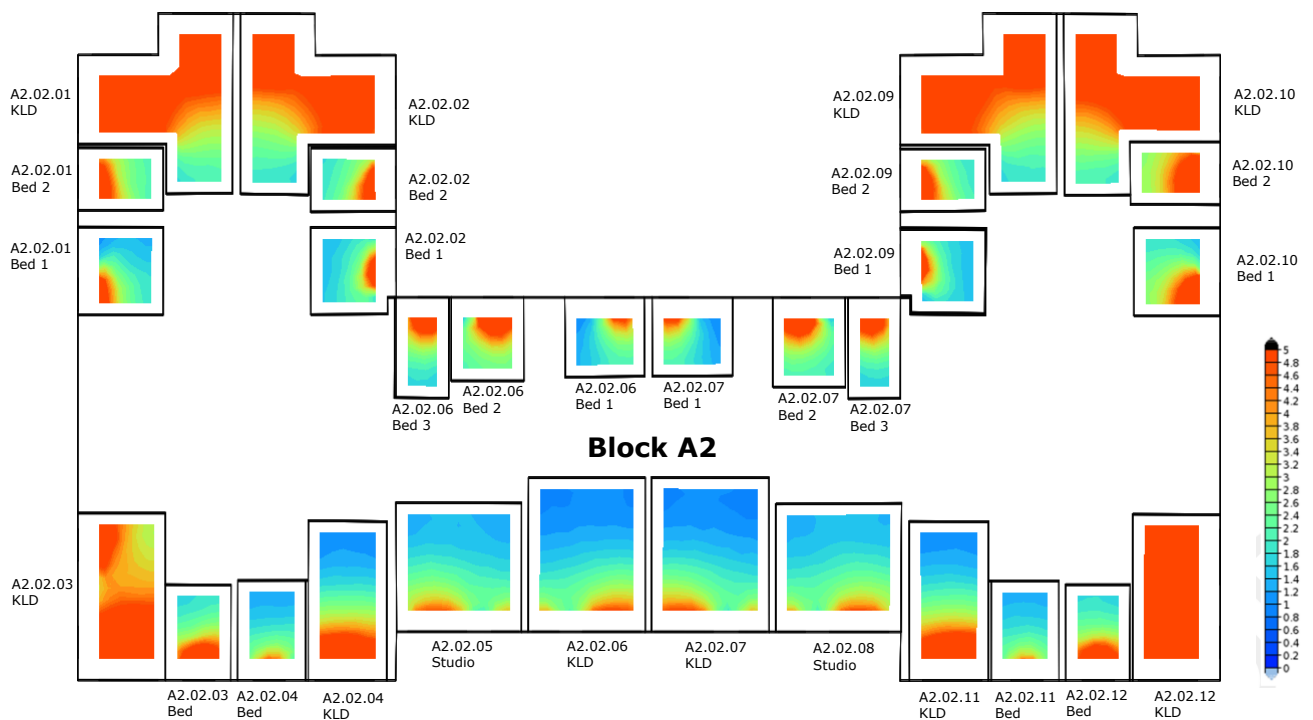 A2.02.01
KLD
A2.02.02
KLD
A2.02.09
KLD
A2.02.10
KLD
A2.02.01
Bed 2
A2.02.02
Bed 2
A2.02.09
Bed 2
A2.02.10
Bed 2
A2.02.01
Bed 1
A2.02.02
Bed 1
A2.02.09
Bed 1
A2.02.10
Bed 1
A2.02.06
Bed 3
A2.02.06
Bed 2
A2.02.06
Bed 1
A2.02.07
Bed 1
A2.02.07
Bed 2
A2.02.07
Bed 3
Block A2
5
4.8
4.6
4.4
4.2
4
3.8
3.6
3.4
3.2
3
2.8
2.6
2.4
2.2
2
1.8
1.6
1.4
1.2
1
0.8
0.6
0.4
0.2
0
A2.02.03
KLD
A2.02.03
Bed
A2.02.04
Bed
A2.02.04
KLD
A2.02.05
Studio
A2.02.06
KLD
A2.02.07
KLD
A2.02.08
Studio
A2.02.11
KLD
A2.02.11
Bed
A2.02.12
Bed
A2.02.12
KLD